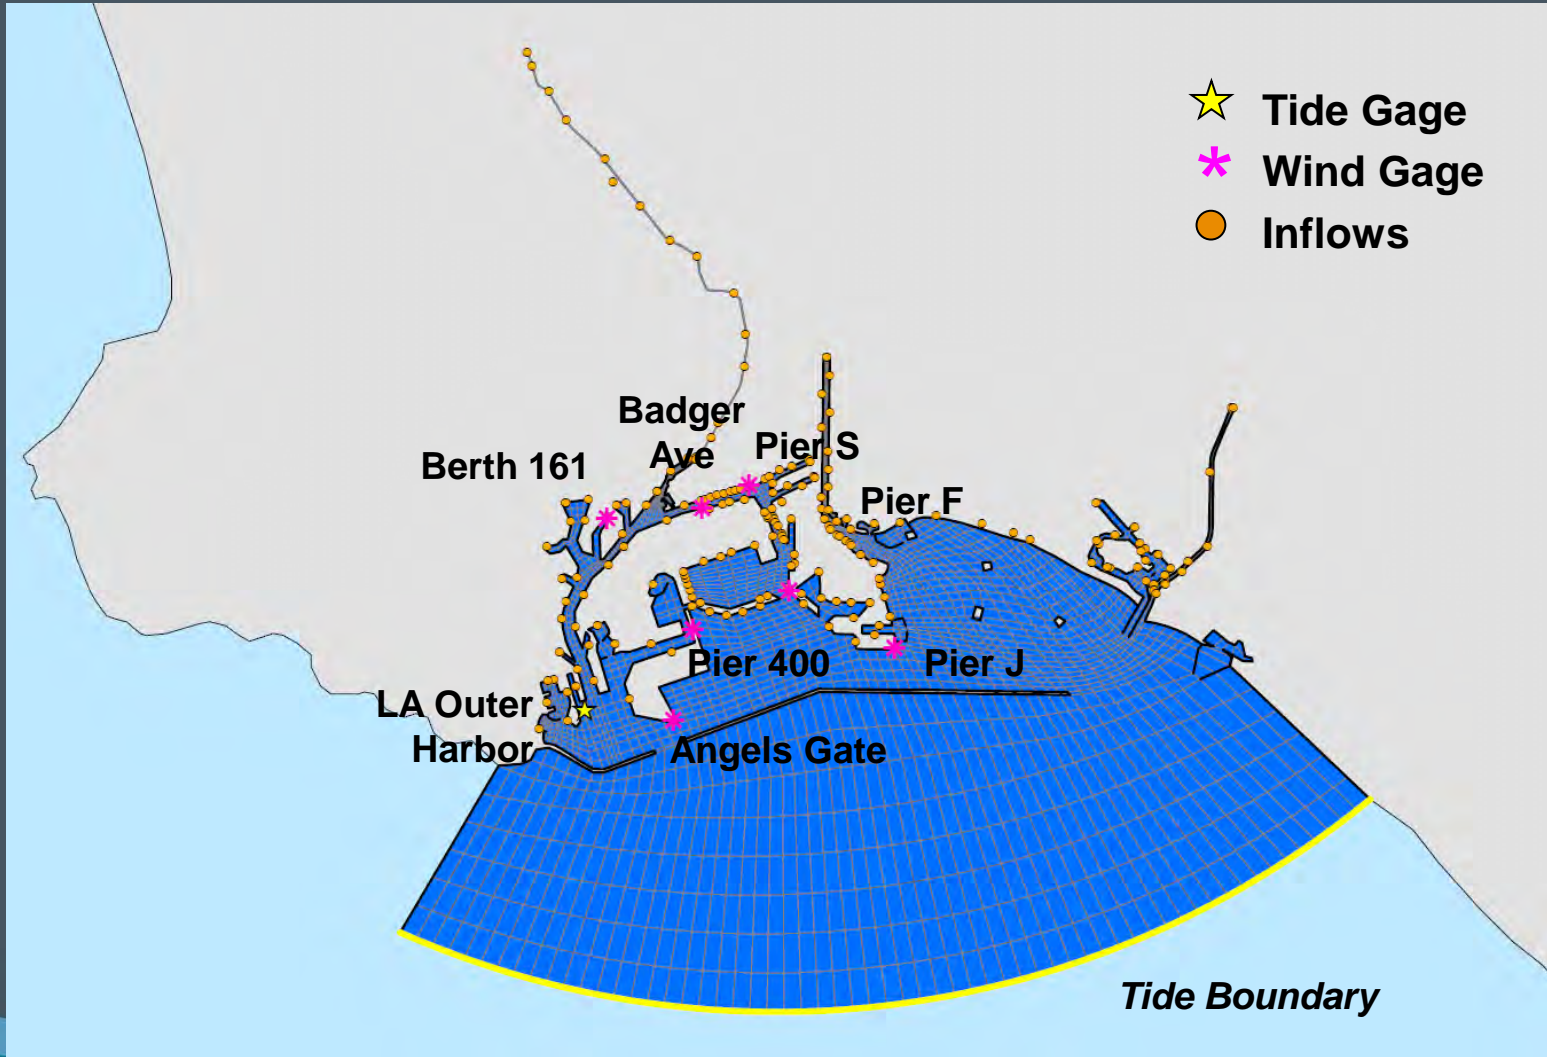 Tide Gage
Wind Gage
Inflows
Badger
Ave
Pier S
Berth 161
Pier F
Pier 400
Pier J
LA Outer
Harbor
Angels Gate
Tide Boundary